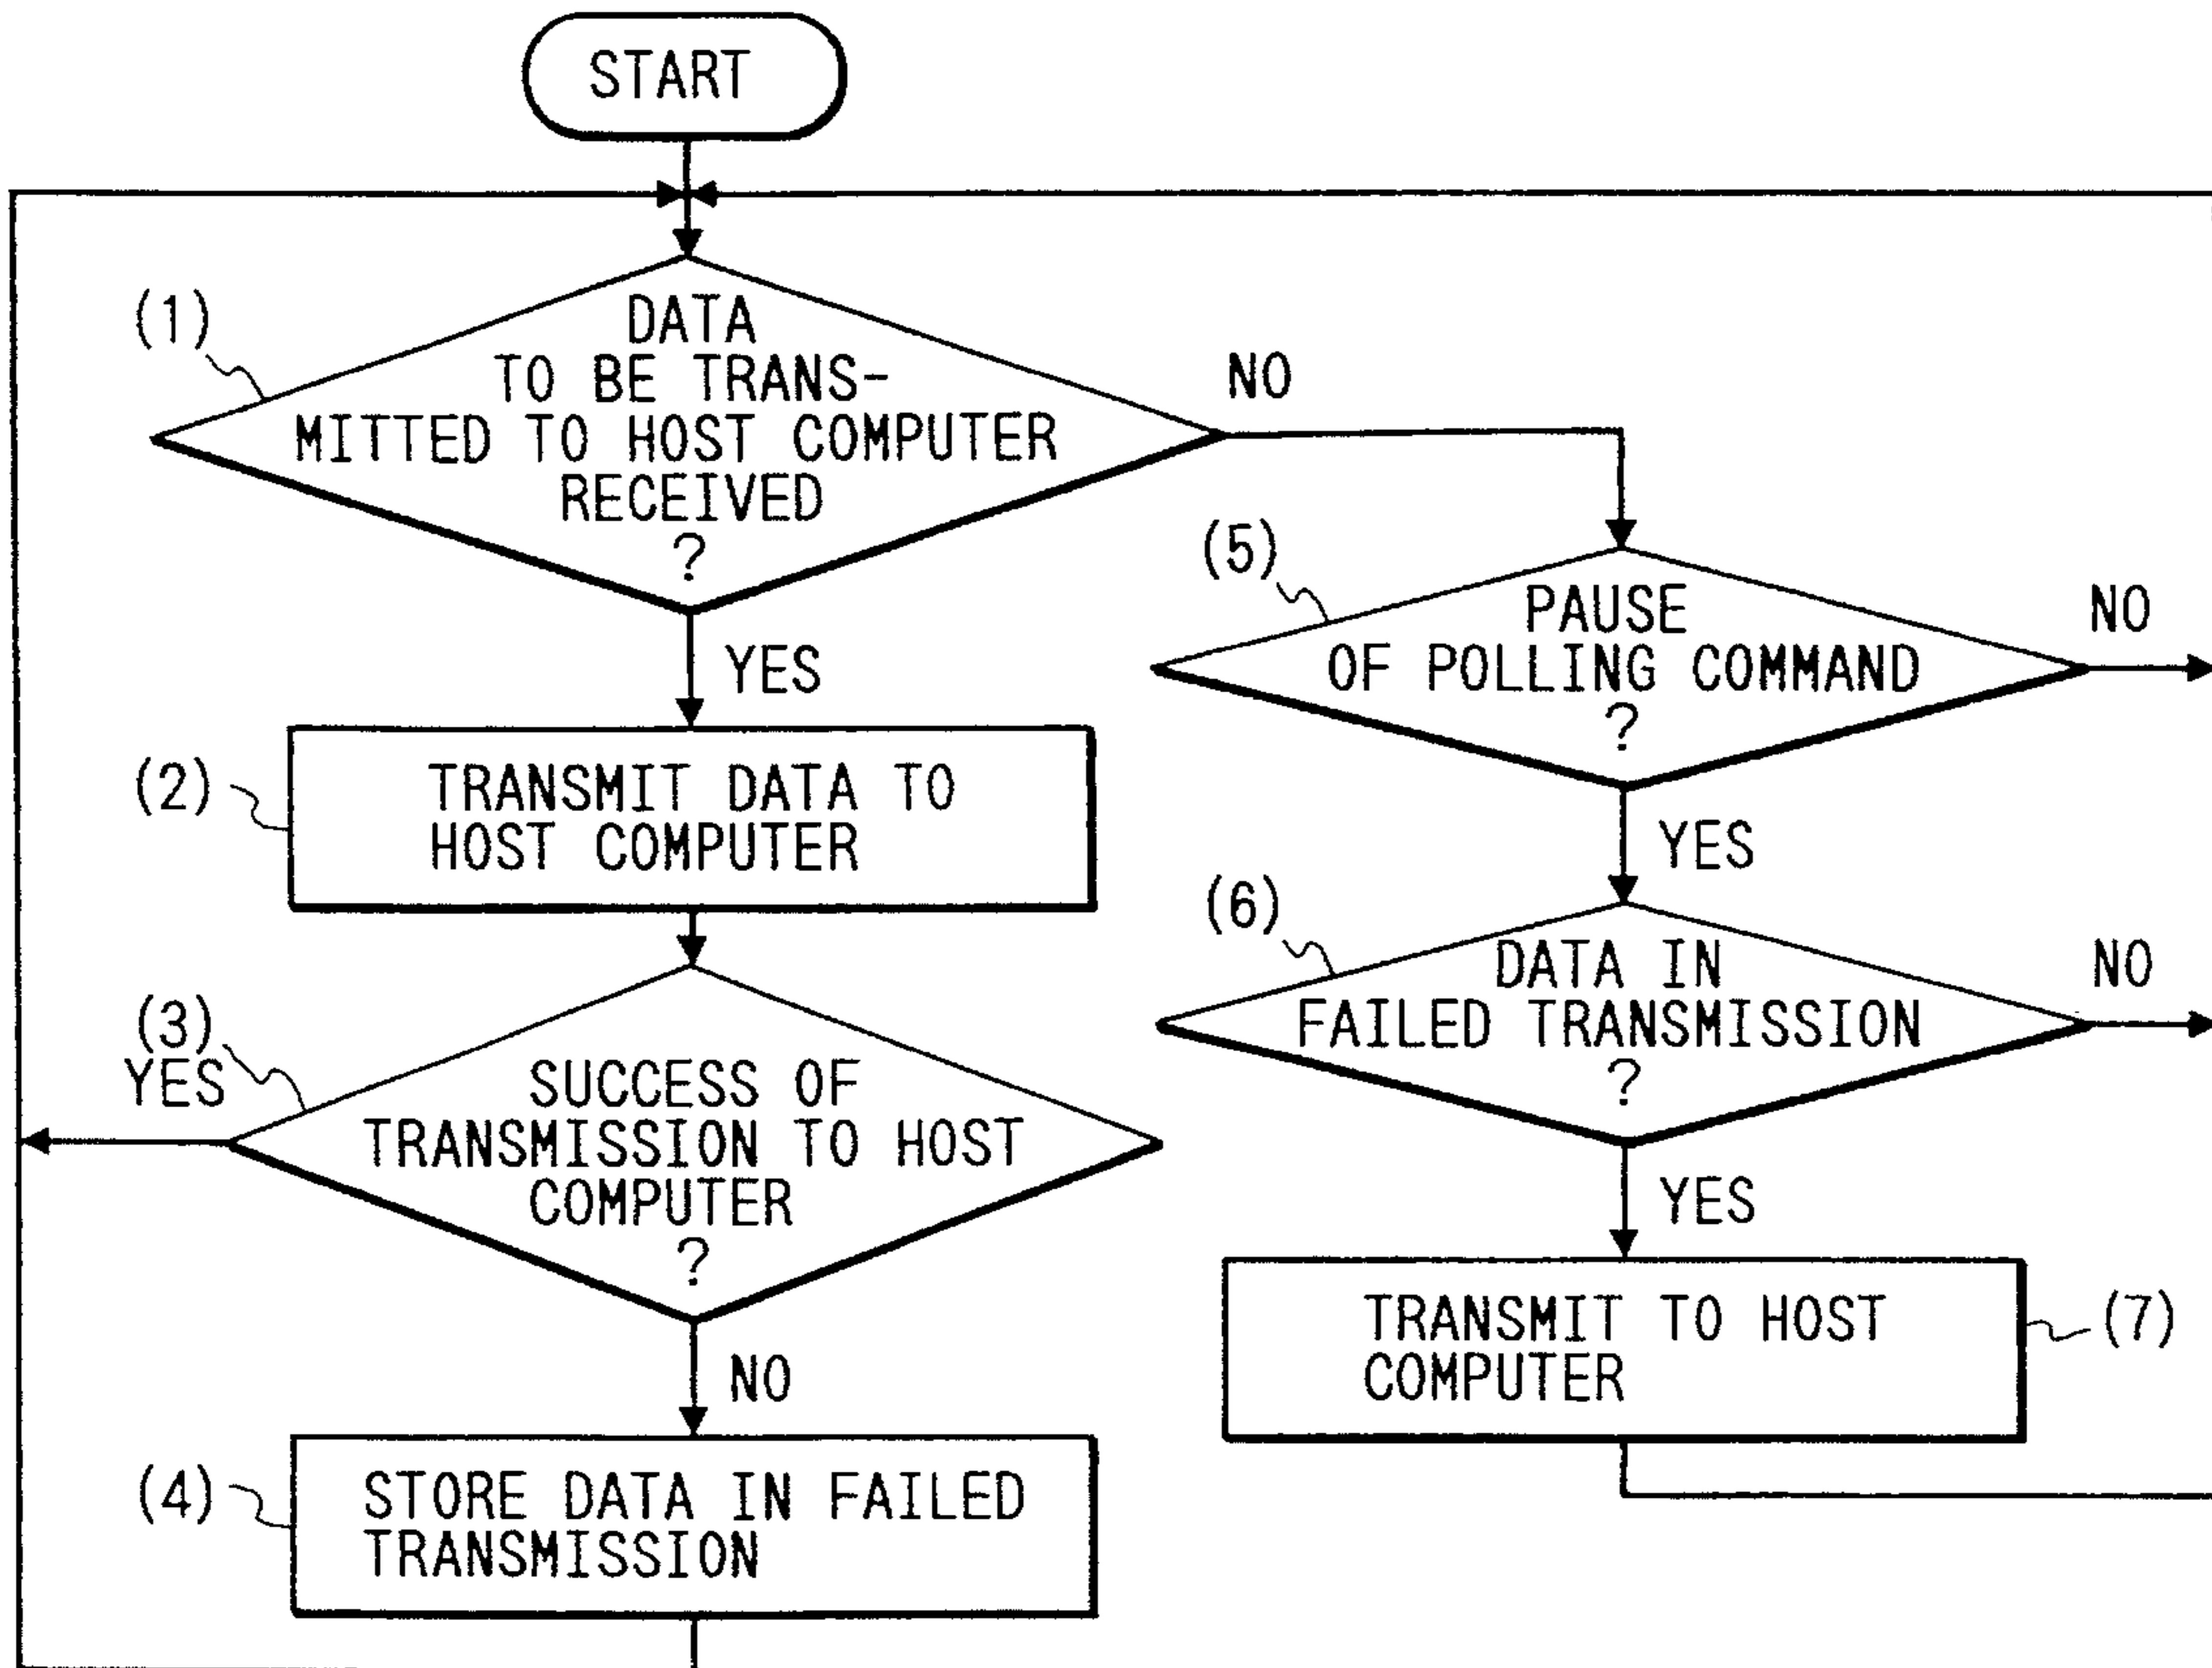 START
(1)
DATA
TO BE TRANS-
MITTED TO HOST COMPUTER
RECEIVED
?
NO
YES
(2)
TRANSMIT DATA TO
HOST COMPUTER
(3)
YES
SUCCESS OF
TRANSMISSION TO HOST
COMPUTER
?
NO
(4)
STORE DATA IN FAILED
TRANSMISSION
(5)
PAUSE
OF POLLING COMMAND
?
NO
YES
(6)
DATA IN
FAILED TRANSMISSION
?
NO
YES
TRANSMIT TO HOST
COMPUTER
(7)